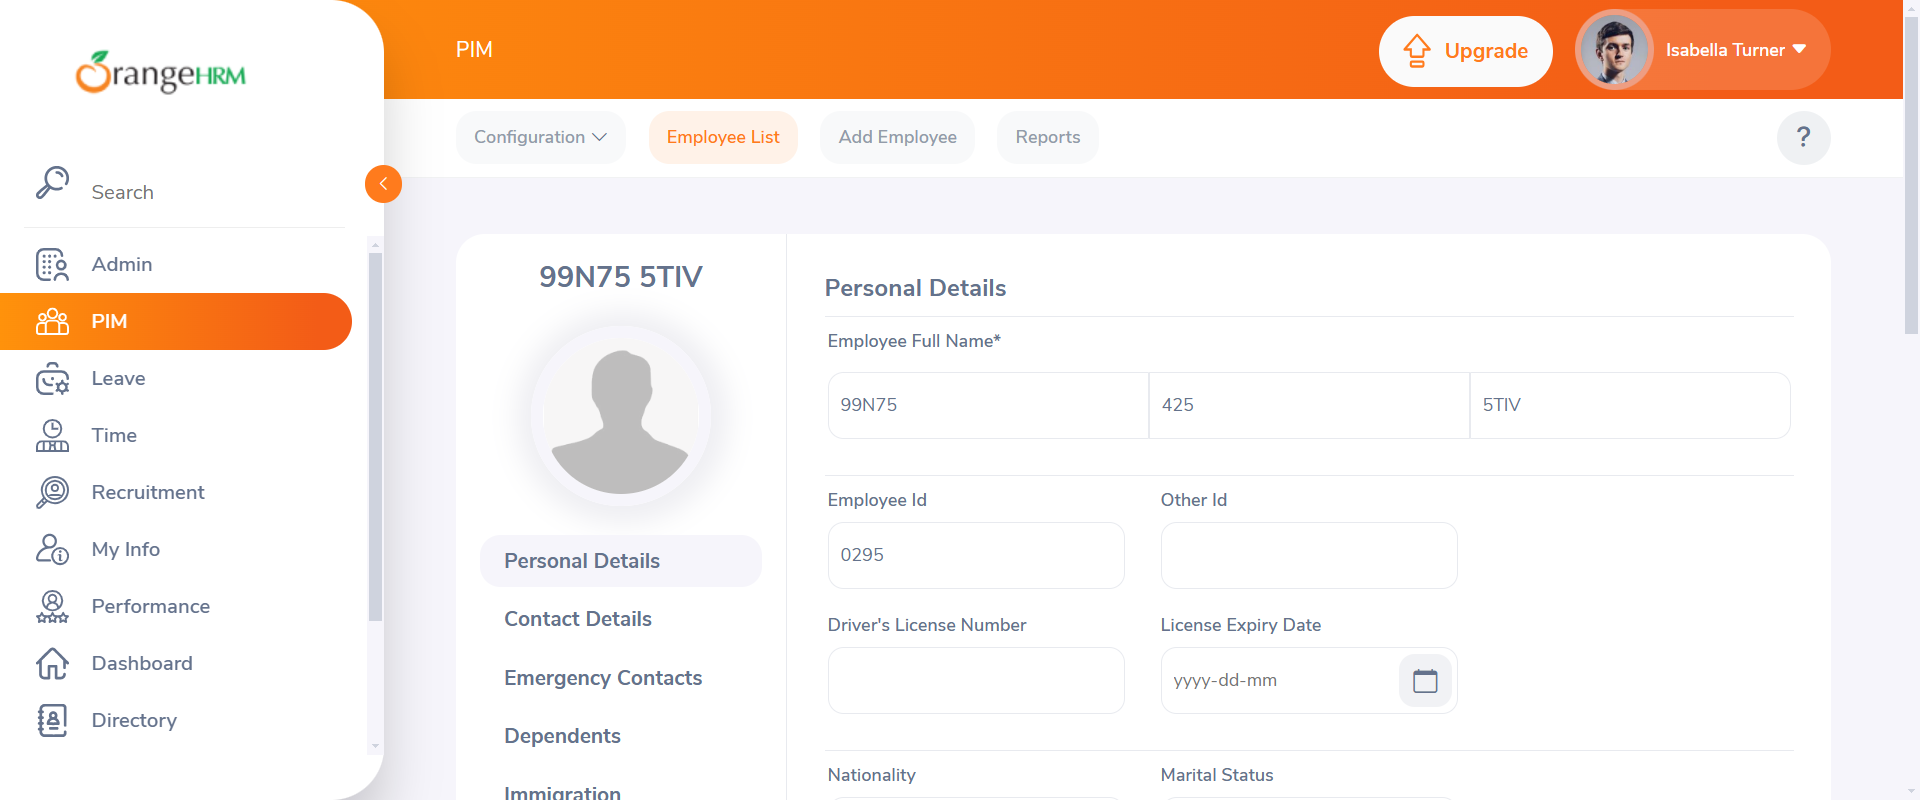 OrangeHRM
Search
Admin
PIM
Leave
Time
Recruitment
My Info
Performance
Dashboard
Directory
PIM
Upgrade
Isabella Turner
Configuration
Employee List
Add Employee
Reports
?
99N75 5TIV
Personal Details
Contact Details
Emergency Contacts
Dependents
Immigration
Personal Details
Employee Full Name*
99N75 425 5TIV
Employee Id Other Id
0295
Driver's License Number License Expiry Date
yyyy-dd-mm
Nationality Marital Status